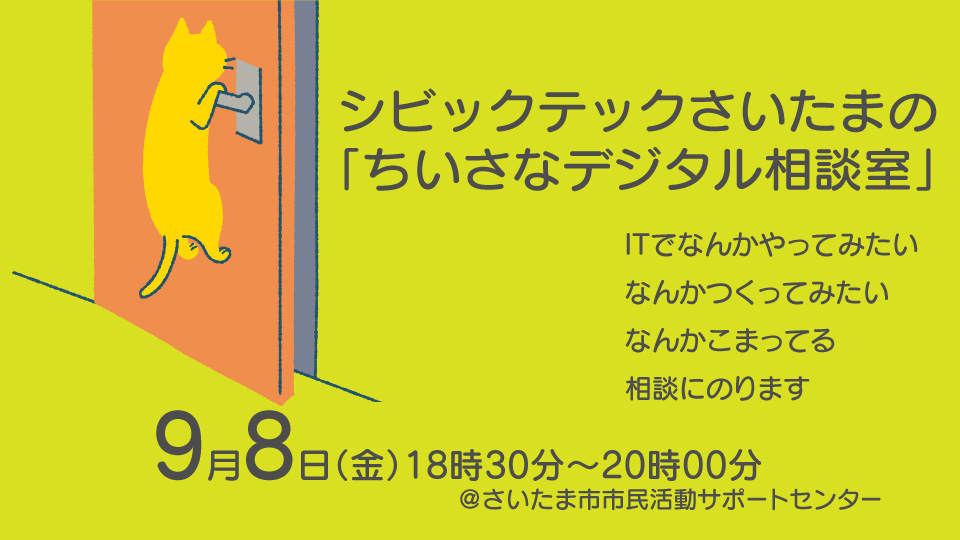 シビックテックさいたまの
「ちいさなデジタル相談室」
ITでなんかやってみたい
なんかつくってみたい
なんかこまってる
相談にのります
9月8日（金）18時30分～20時00分
@さいたま市市民活動サポートセンター